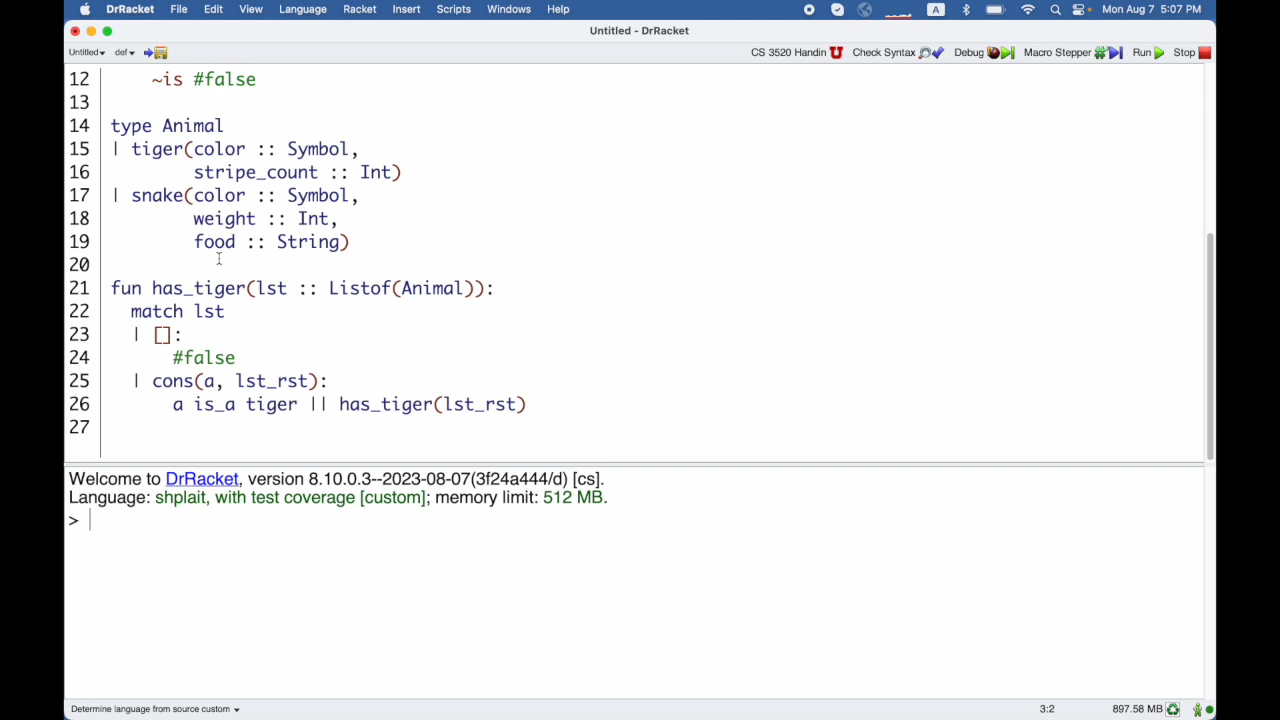 DrRacket File Edit View Language Racket Insert Scripts Windows Help A Mon Aug 7 5:07 PM
Untitled - DrRacket
Untitled def CS 3520 Handin Check Syntax Debug Macro Stepper Run Stop
12 ~is #false
13
14 type Animal
15 | tiger(color :: Symbol,
16 stripe_count :: Int)
17 | snake(color :: Symbol,
18 weight :: Int,
19 food :: String)
20
21 fun has_tiger(lst :: Listof(Animal)):
22 match lst
23 | []:
24 #false
25 | cons(a, lst_rst):
26 a is_a tiger || has_tiger(lst_rst)
27
Welcome to DrRacket, version 8.10.0.3--2023-08-07(3f24a444/d) [cs].
Language: shplait, with test coverage [custom]; memory limit: 512 MB.
>
Determine language from source custom 3:2 897.58 MB